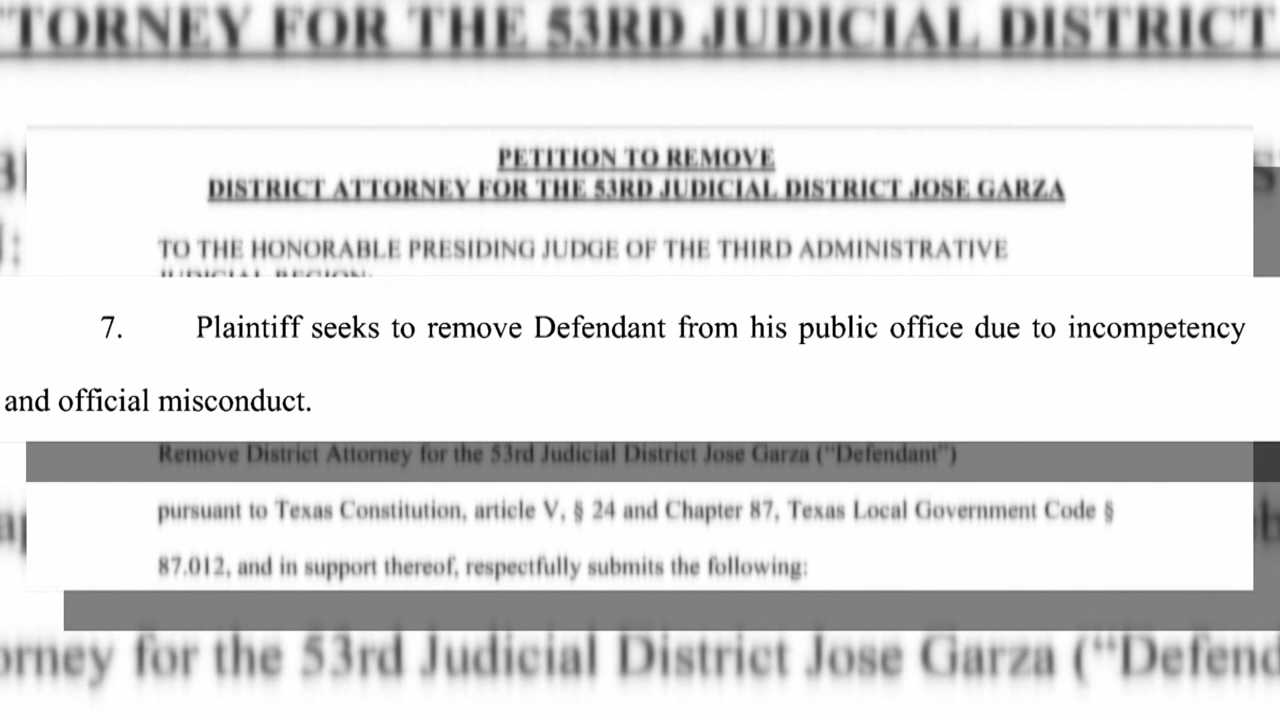 TORNEY FOR THE 53RD JUDICIAL DISTRICT
PETITION TO REMOVE
DISTRICT ATTORNEY FOR THE 53RD JUDICIAL DISTRICT JOSE GARZA
TO THE HONORABLE PRESIDING JUDGE OF THE THIRD ADMINISTRATIVE
JUDICIAL REGION:
7. Plaintiff seeks to remove Defendant from his public office due to incompetency
and official misconduct.
Remove District Attorney for the 53rd Judicial District Jose Garza (“Defendant”)
pursuant to Texas Constitution, article V, § 24 and Chapter 87, Texas Local Government Code §
87.012, and in support thereof, respectfully submits the following:
orney for the 53rd Judicial District Jose Garza (“Defend